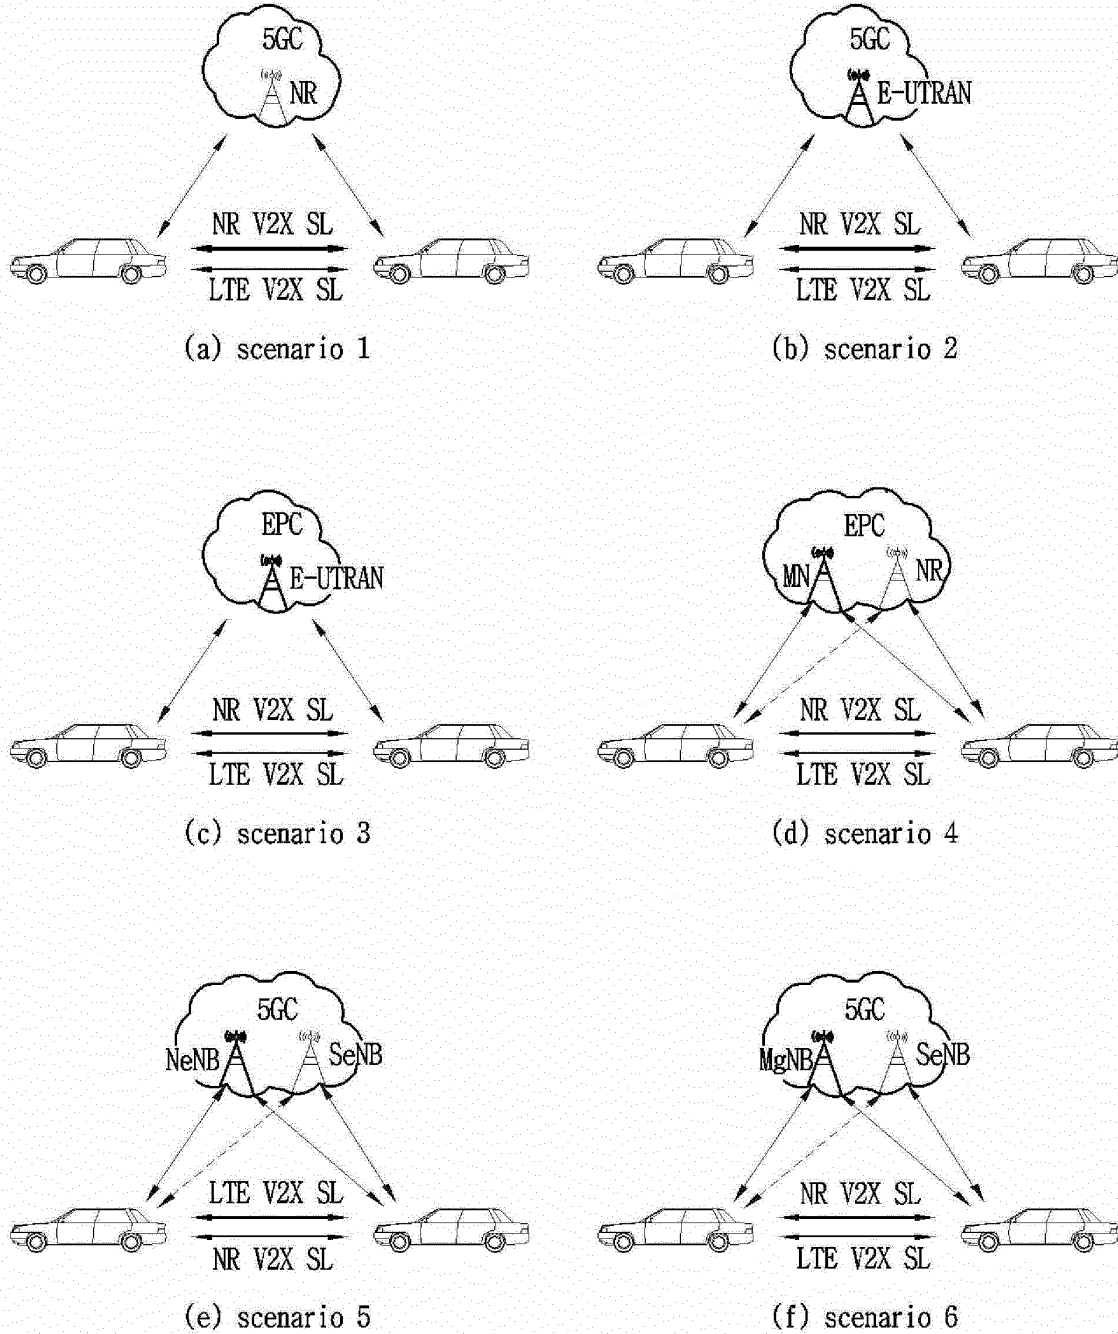 5GC
NR
NR V2X SL
LTE V2X SL
(a) scenario 1
5GC
E-UTRAN
NR V2X SL
LTE V2X SL
(b) scenario 2
EPC
E-UTRAN
NR V2X SL
LTE V2X SL
(c) scenario 3
EPC
MN NR
NR V2X SL
LTE V2X SL
(d) scenario 4
5GC
NeNB SeNB
LTE V2X SL
NR V2X SL
(e) scenario 5
5GC
MgNB SeNB
NR V2X SL
LTE V2X SL
(f) scenario 6